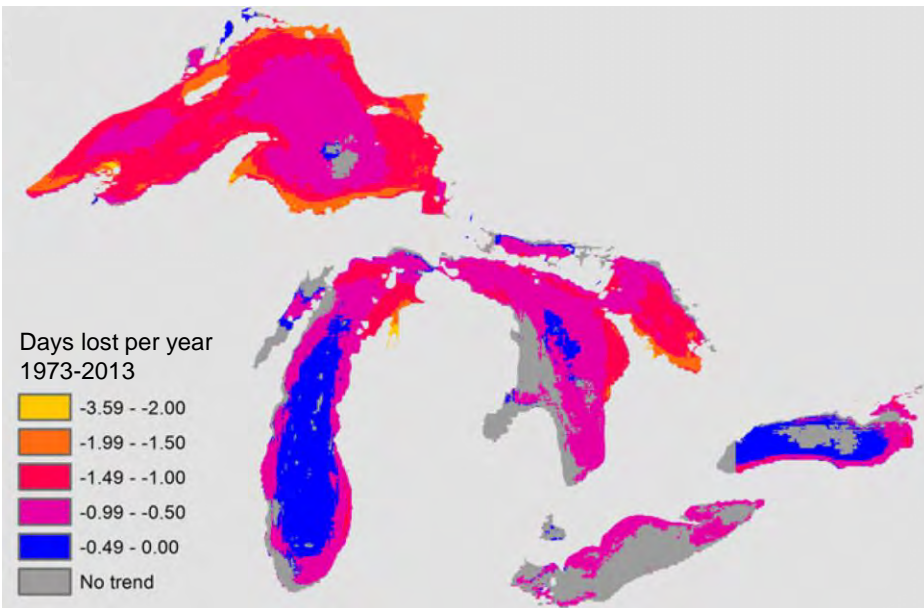 Days lost per year
1973-2013
-3.59 - -2.00
-1.99 - -1.50
-1.49 - -1.00
-0.99 - -0.50
-0.49 - 0.00
No trend